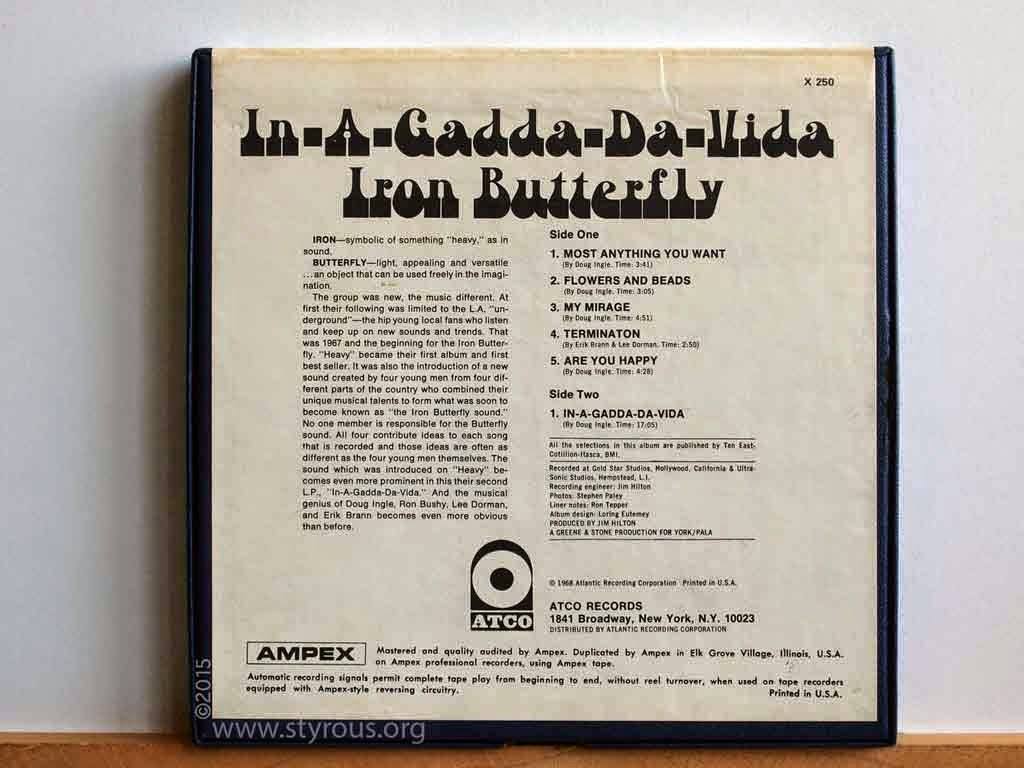 X 250
In-A-Gadda-Da-Vida
Iron Butterfly
IRON—symbolic of something "heavy," as in
sound,
BUTTERFLY—light, appealing and versatile
...an object that can be used freely in the imagi-
nation.
The group was new, the music different. At
first their following was limited to the L.A. "un-
derground"—the hip young local fans who listen
and keep up on new sounds and trends. That
was 1967 and the beginning for the Iron Butter-
fly. "Heavy" became their first album and first
best seller. It was also the introduction of a new
sound created by four young men from four dif-
ferent parts of the country who combined their
unique musical talents to form what was soon to
become known as "the Iron Butterfly sound."
No one member is responsible for the Butterfly
sound. All four contribute ideas to each song
that is recorded and those ideas are often as
different as the four young men themselves. The
sound which was introduced on "Heavy" be-
comes even more prominent in this their second
L.P., "In-A-Gadda-Da-Vida." And the musical
genius of Doug Ingle, Ron Bushy, Lee Dorman,
and Erik Brann becomes even more obvious
than before.
Side One
1. MOST ANYTHING YOU WANT
(By Doug Ingle. Time: 3:41)
2. FLOWERS AND BEADS
(By Doug Ingle. Time: 3:05)
3. MY MIRAGE
(By Doug Ingle. Time: 4:51)
4. TERMINATON
(By Erik Brann & Lee Dorman. Time: 2:50)
5. ARE YOU HAPPY
(By Doug Ingle. Time: 4:28)
Side Two
1. IN-A-GADDA-DA-VIDA
(By Doug Ingle. Time: 17:05)
All the selections in this album are published by Ten East-
Cotillion-Itasca, BMI.
Recorded at Gold Star Studios, Hollywood, California & Ultra-
Sonic Studios, Hempstead, L.I.
Recording engineer: Jim Hilton
Photos: Stephen Paley
Liner notes: Ron Tepper
Album design: Loring Eutemey
PRODUCED BY JIM HILTON
A GREENE & STONE PRODUCTION FOR YORK/PALA
© 1968 Atlantic Recording Corporation Printed in U.S.A.
ATCO
ATCO RECORDS
1841 Broadway, New York, N.Y. 10023
DISTRIBUTED BY ATLANTIC RECORDING CORPORATION
AMPEX
Mastered and quality audited by Ampex. Duplicated by Ampex in Elk Grove Village, Illinois, U.S.A.
on Ampex professional recorders, using Ampex tape.
Automatic recording signals permit complete tape play from beginning to end, without reel turnover, when used on tape recorders
equipped with Ampex-style reversing circuitry.
Printed in U.S.A.
©2015
www.styrous.org